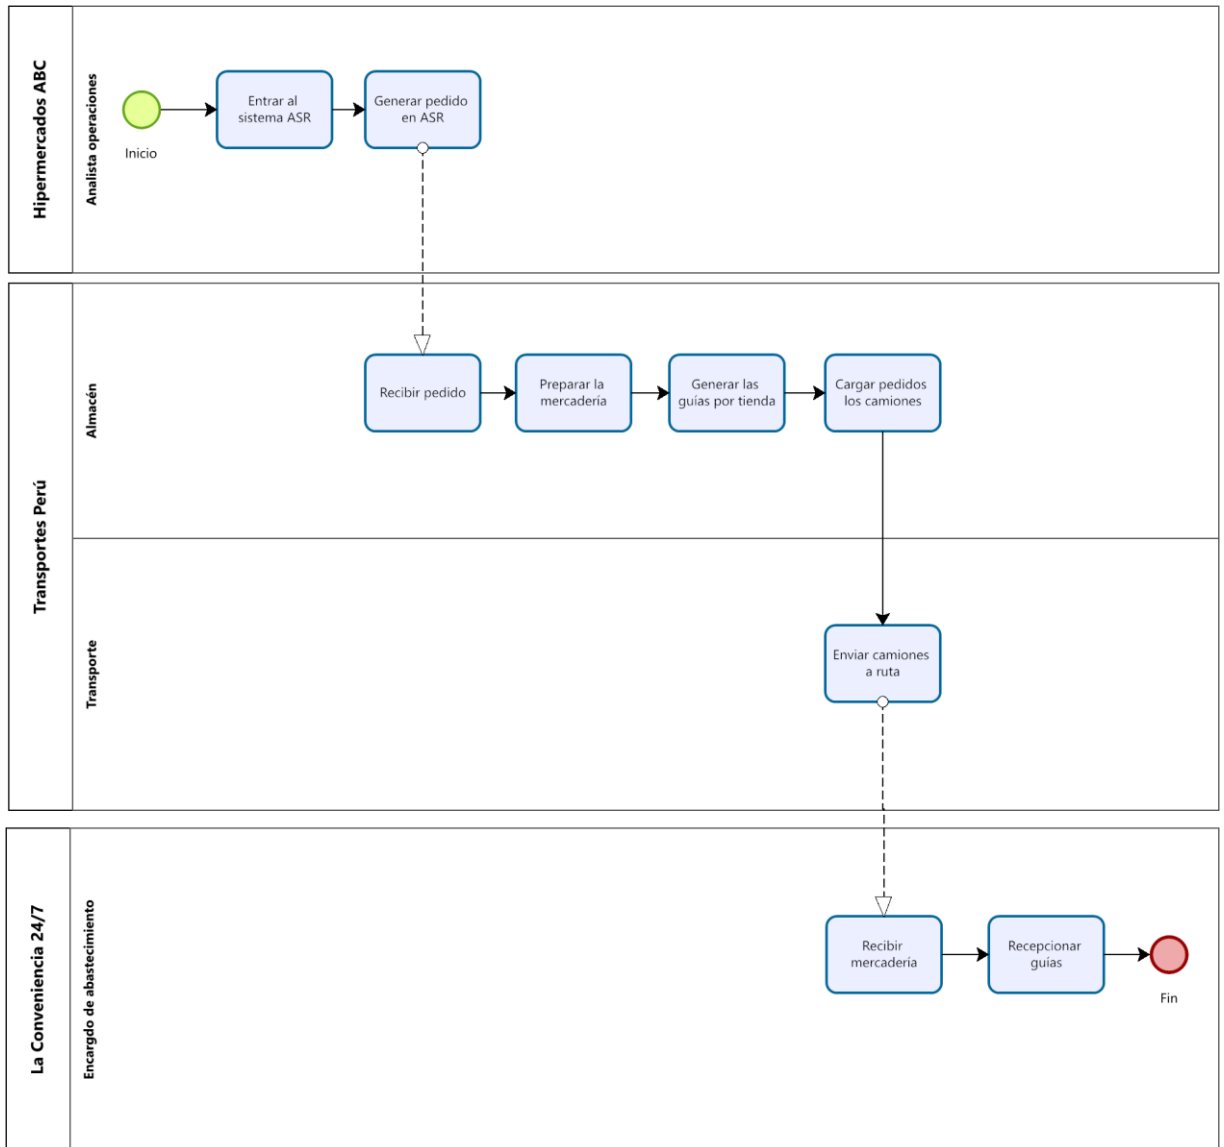 Hipermercados ABC
Analista operaciones
Inicio
Entrar al
sistema ASR
Generar pedido
en ASR
Transportes Perú
Almacén
Recibir pedido
Preparar la
mercadería
Generar las
guías por tienda
Cargar pedidos
los camiones
Transporte
Enviar camiones
a ruta
La Conveniencia 24/7
Encargdo de abastecimiento
Recibir
mercadería
Recepcionar
guías
Fin